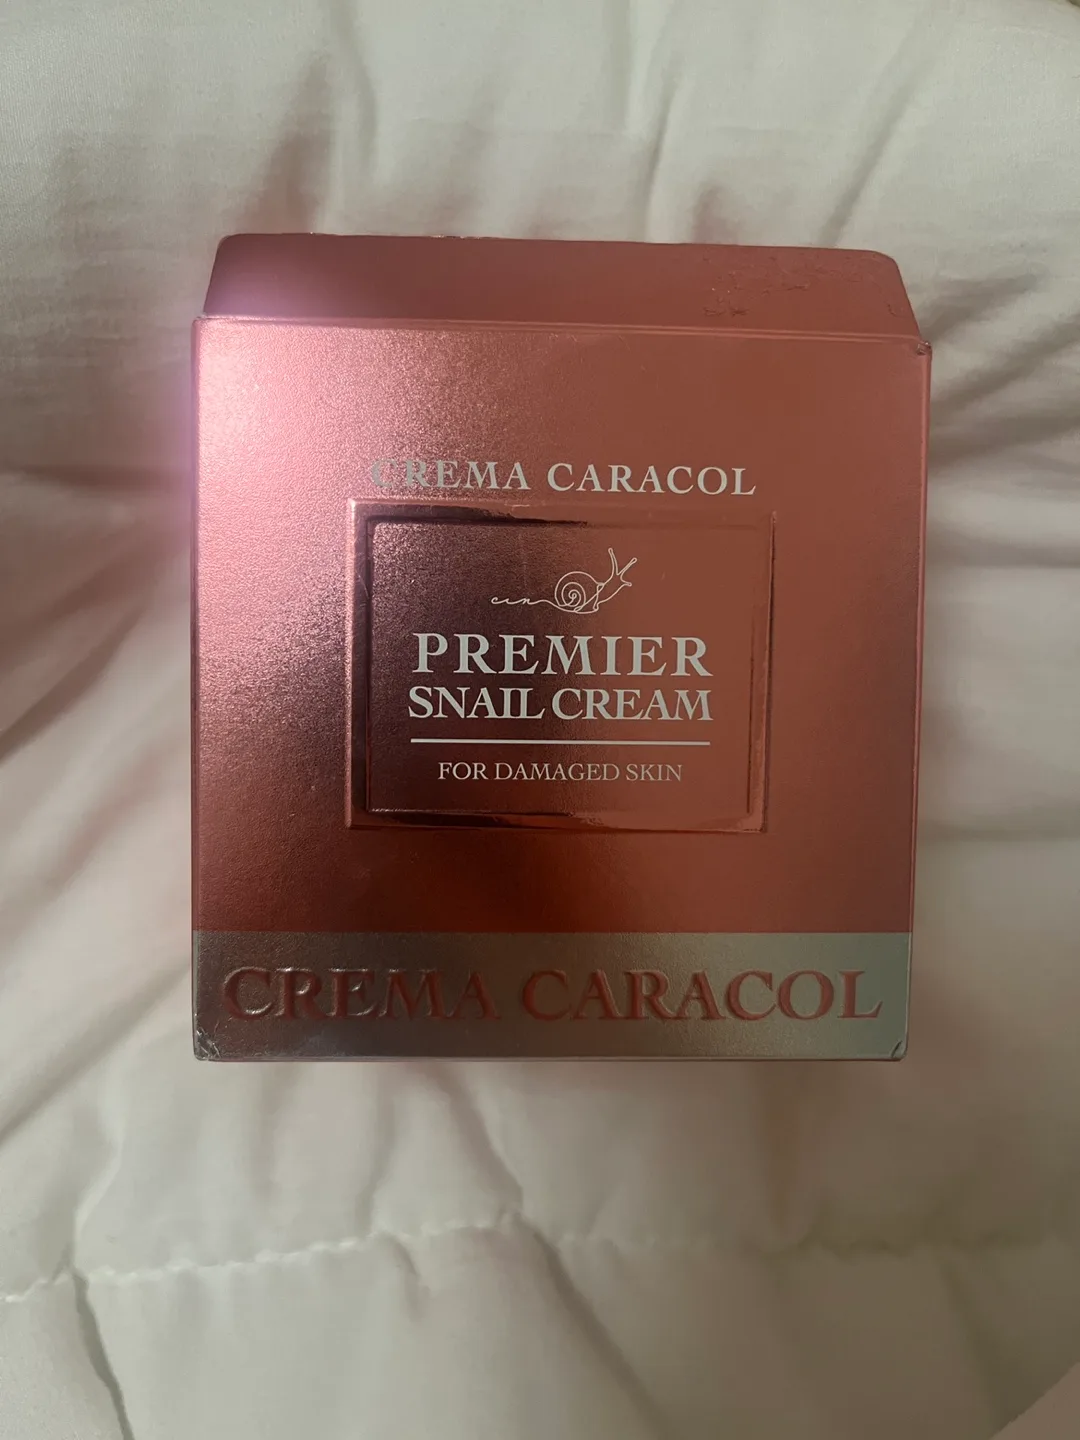 CREMA CARACOL
PREMIER
SNAIL CREAM
FOR DAMAGED SKIN
CREMA CARACOL